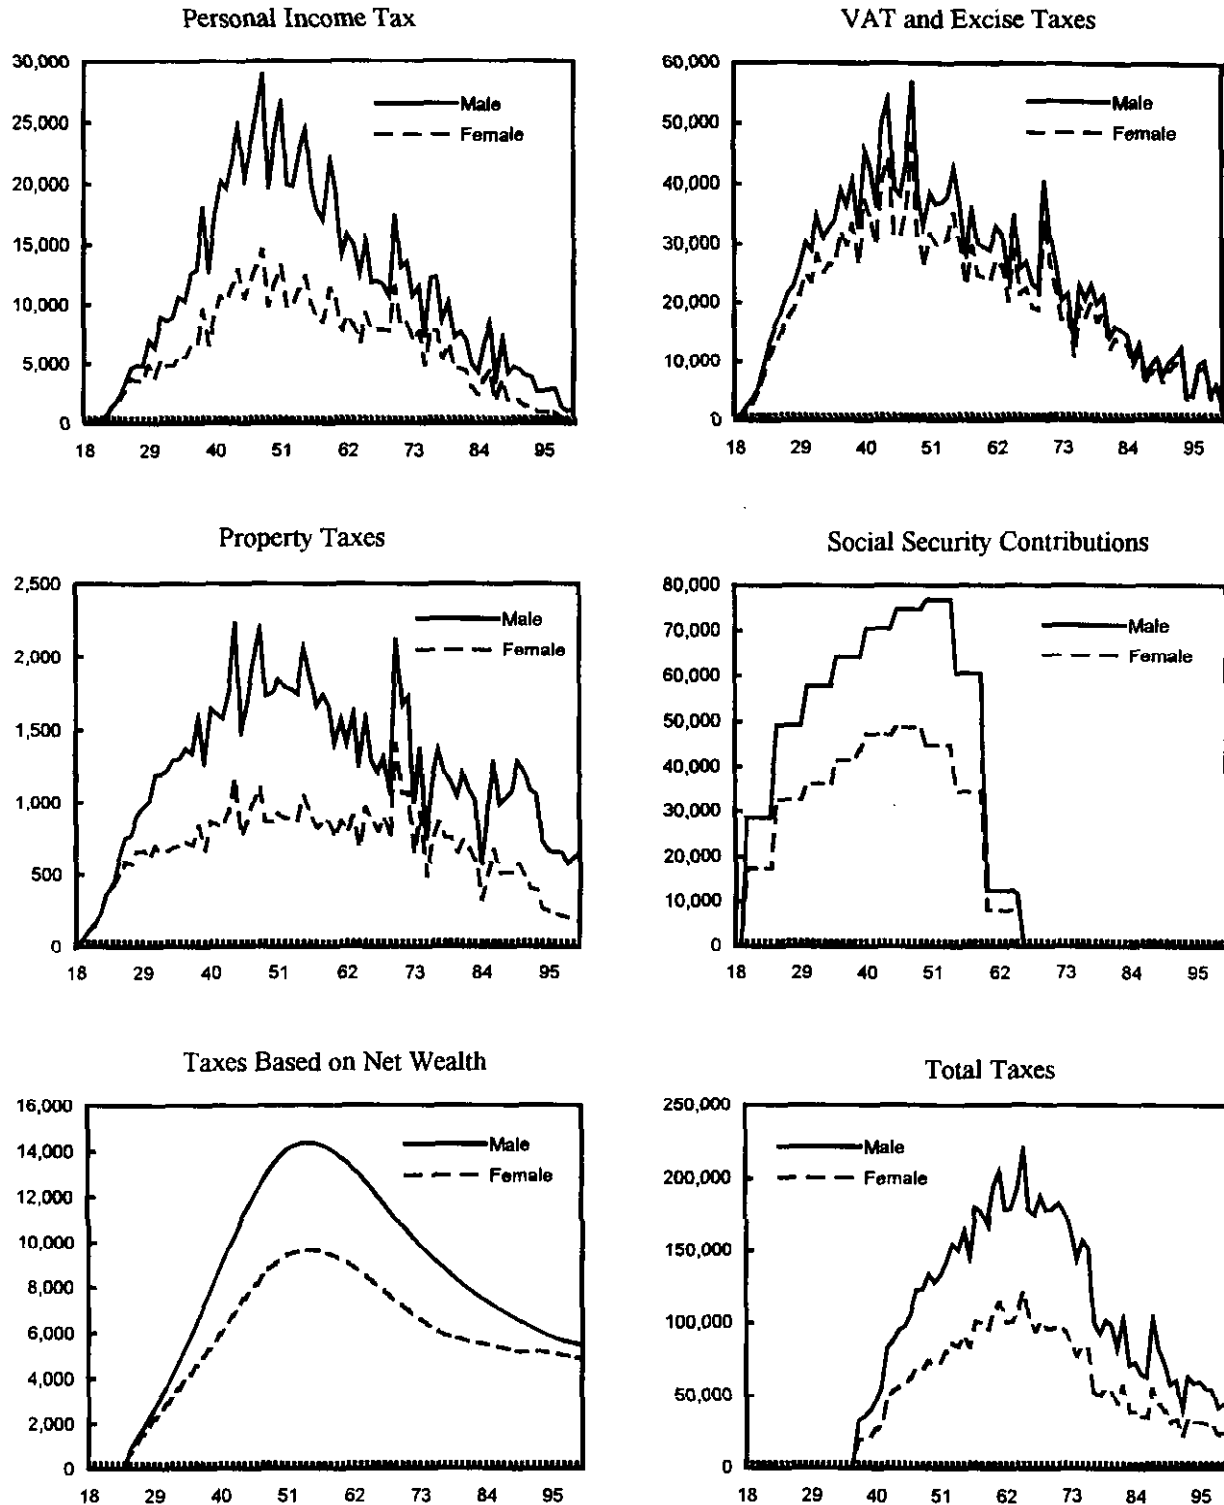 Personal Income Tax
30,000
25,000
20,000
15,000
10,000
5,000
0
Male
Female
18 29 40 51 62 73 84 95
VAT and Excise Taxes
60,000
50,000
40,000
30,000
20,000
10,000
0
Male
Female
18 29 40 51 62 73 84 95
Property Taxes
2,500
2,000
1,500
1,000
500
0
Male
Female
18 29 40 51 62 73 84 95
Social Security Contributions
80,000
70,000
60,000
50,000
40,000
30,000
20,000
10,000
0
Male
Female
18 29 40 51 62 73 84 95
Taxes Based on Net Wealth
16,000
14,000
12,000
10,000
8,000
6,000
4,000
2,000
0
Male
Female
18 29 40 51 62 73 84 95
Total Taxes
250,000
200,000
150,000
100,000
50,000
0
Male
Female
18 29 40 51 62 73 84 95